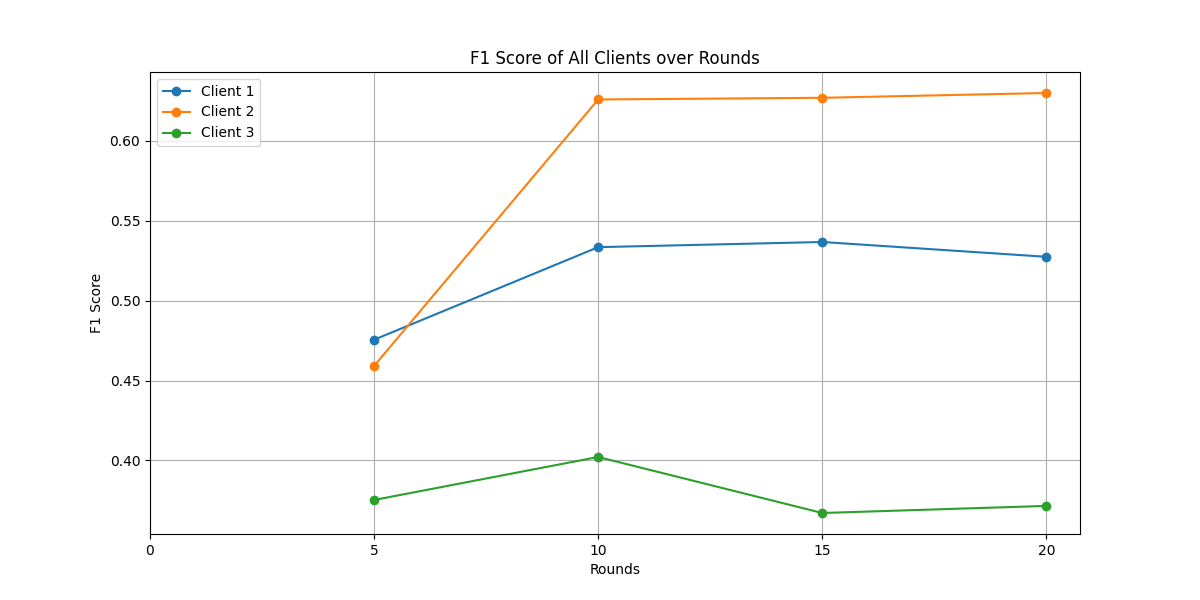 F1 Score of All Clients over Rounds
Client 1
Client 2
Client 3
0.60
0.55
0.50
0.45
0.40
F1 Score
0 5 10 15 20
Rounds